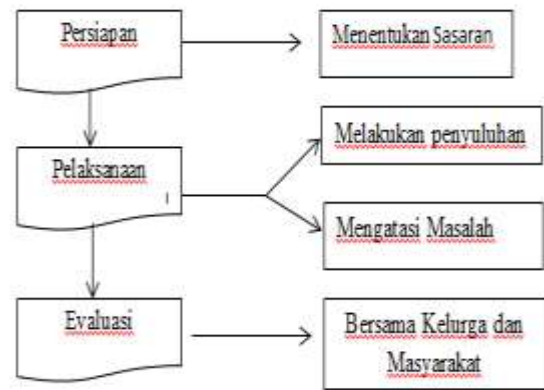 Persiapan
Menentukan Sasaran
Pelaksanaan
Melakukan penyuluhan
Mengatasi Masalah
Evaluasi
Bersama Kelurga dan
Masyarakat